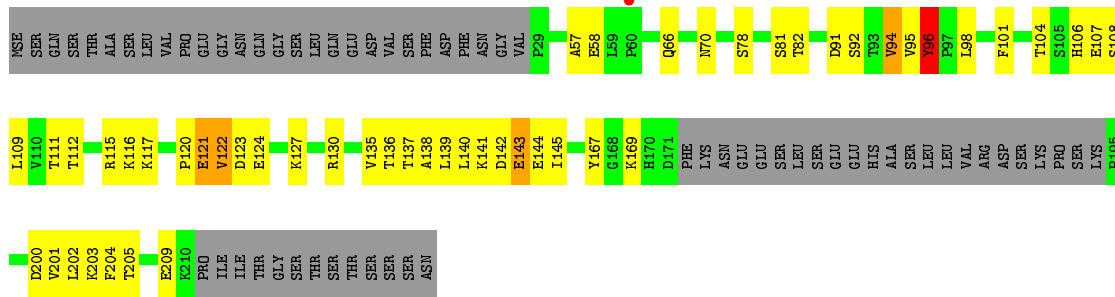 MSE SER GLN SER THR ALA SER LEU VAL PRO GLU GLY ASN GLN GLY SER LEU GLN GLU ASP VAL SER PHE ASP PHE ASN GLY VAL P29 A57 E58 L59 P60 Q66 N70 S78 S81 T82 D91 S92 T93 V94 V95 Y96 P97 L98 F101 T104 S105 H106 E107 S108
L109 V110 T111 T112 R115 K116 K117 P120 E121 V122 D123 E124 K127 R130 V135 T136 T137 A138 L139 L140 K141 D142 E143 E144 I145 Y167 G168 K169 H170 D171 PHE LYS ASN GLU GLU SER LEU SER GLU GLU HIS ALA SER LEU LEU VAL ARG ASP SER LYS PRO SER LYS
D200 V201 L202 K203 F204 T205 E209 K210 PRO ILE ILE THR GLY SER THR SER THR SER SER SER ASN